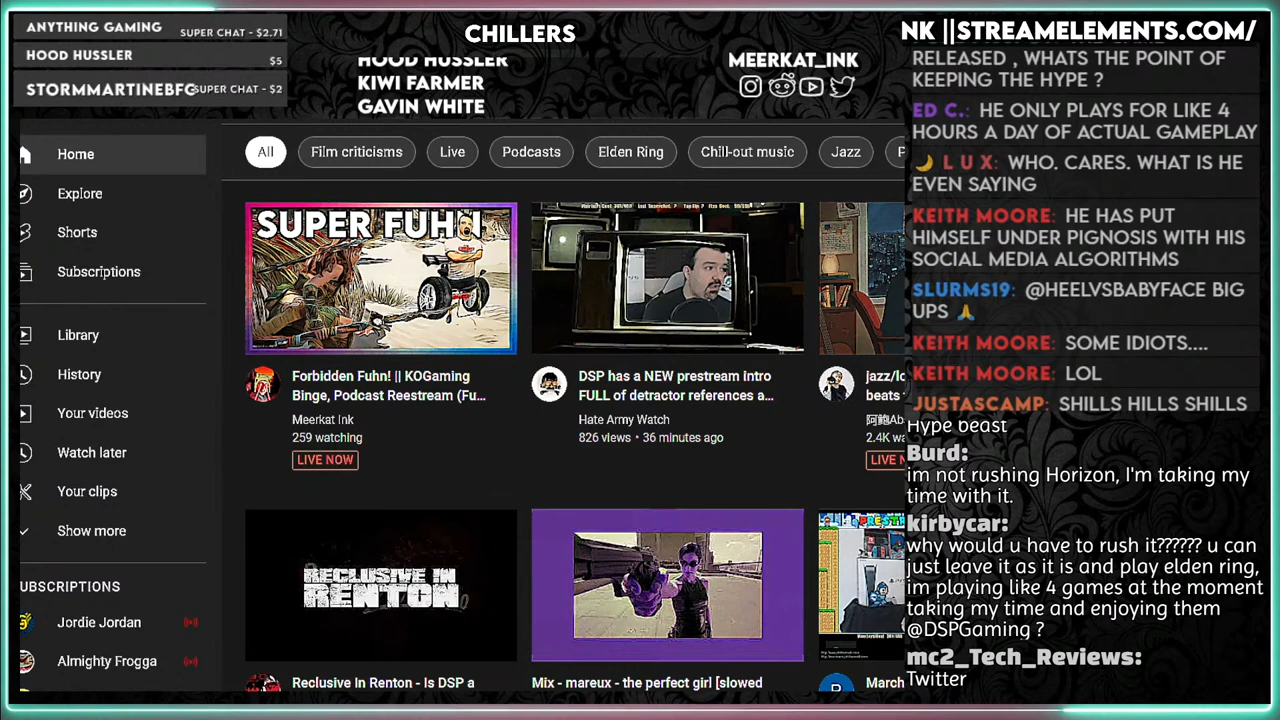 ANYTHING GAMING SUPER CHAT - $2.71
HOOD HUSSLER $5
STORMMARTINEBFG SUPER CHAT - $2
CHILLERS
HOOD HUSSLER
KIWI FARMER
GAVIN WHITE
MEERKAT_INK
NK ||STREAMELEMENTS.COM/
RELEASED , WHATS THE POINT OF
KEEPING THE HYPE ?
ED C.: HE ONLY PLAYS FOR LIKE 4
HOURS A DAY OF ACTUAL GAMEPLAY
🌙 L U X: WHO. CARES. WHAT IS HE
EVEN SAYING
KEITH MOORE: HE HAS PUT
HIMSELF UNDER PIGNOSIS WITH HIS
SOCIAL MEDIA ALGORITHMS
SLURMS19: @HEELVSBABYFACE BIG
UPS 🙏
KEITH MOORE: SOME IDIOTS....
KEITH MOORE: LOL
JUSTASCAMP: SHILLS HILLS SHILLS
Hype beast
Burd:
im not rushing Horizon, I'm taking my
time with it.
kirbycar:
why would u have to rush it?????? u can
just leave it as it is and play elden ring,
im playing like 4 games at the moment
taking my time and enjoying them
@DSPGaming ?
mc2_Tech_Reviews:
Twitter
Home
Explore
Shorts
Subscriptions
Library
History
Your videos
Watch later
Your clips
Show more
UBSCRIPTIONS
Jordie Jordan
Almighty Frogga
All Film criticisms Live Podcasts Elden Ring Chill-out music Jazz P
SUPER FUHN
Forbidden Fuhn! || KOGaming
Binge, Podcast Reestream (Fu...
Meerkat Ink
259 watching
LIVE NOW
DSP has a NEW prestream intro
FULL of detractor references a...
Hate Army Watch
826 views • 36 minutes ago
jazz/lo
beats
阿鲍Ab
2.4K wa
LIVE N
RECLUSIVE IN
RENTON
Reclusive In Renton - Is DSP a
Mix - mareux - the perfect girl [slowed
March